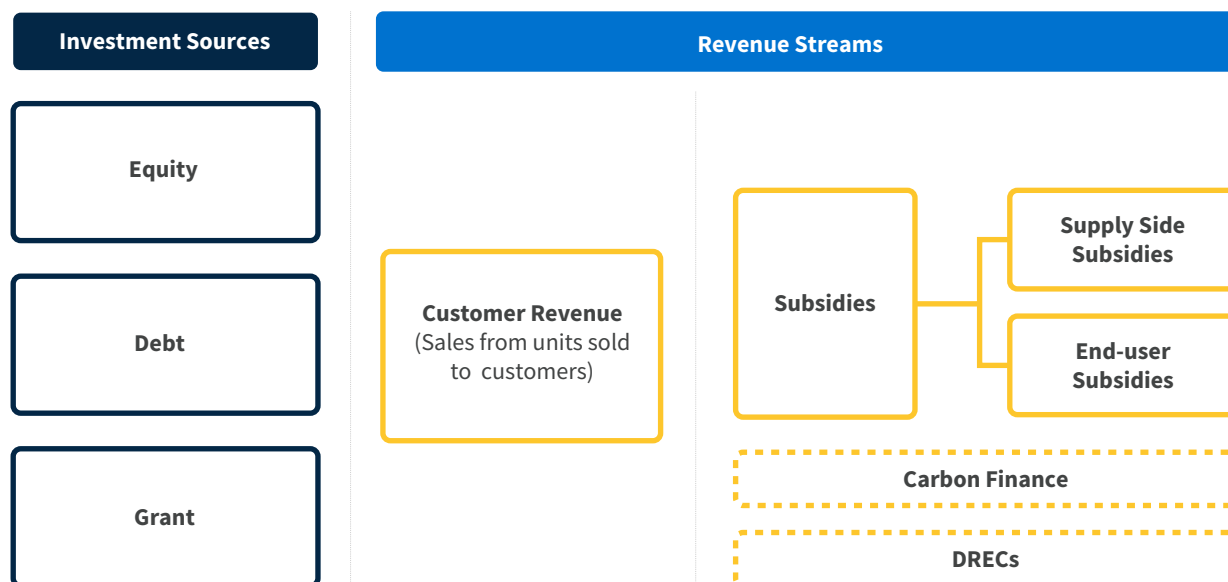 Investment Sources
Revenue Streams
Equity
Debt
Grant
Customer Revenue
(Sales from units sold
to customers)
Subsidies
Supply Side
Subsidies
End-user
Subsidies
Carbon Finance
DRECs